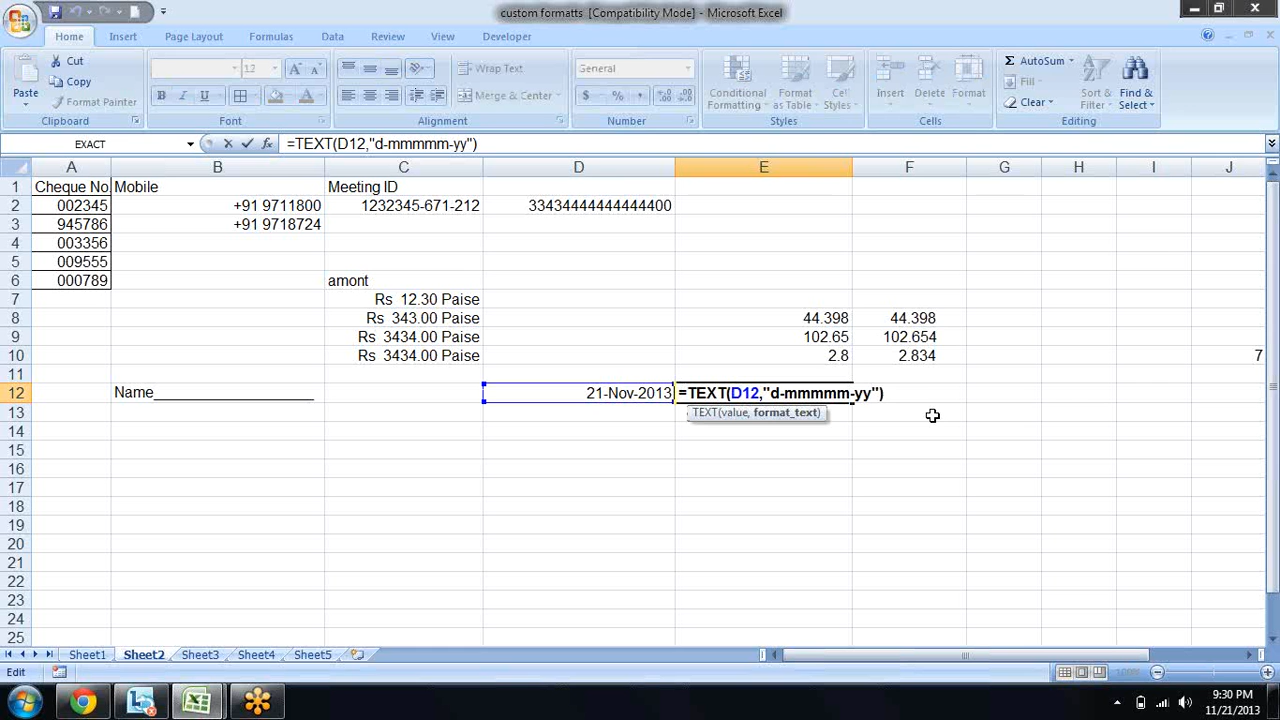 custom formatts  [Compatibility Mode] - Microsoft Excel
Home Insert Page Layout Formulas Data Review View Developer
Paste Cut Copy Format Painter Clipboard
12 A A B I U A Font
Wrap Text Merge & Center Alignment
General $ % , Number
Conditional Formatting Format as Table Cell Styles Styles
Insert Delete Format Cells
AutoSum Fill Clear Sort & Filter Find & Select Editing
EXACT fx =TEXT(D12,"d-mmmmm-yy")
A B C D E F G H I J
1 Cheque No Mobile Meeting ID
2 002345 +91 9711800 1232345-671-212 33434444444444400
3 945786 +91 9718724
4 003356
5 009555
6 000789 amont
7 Rs  12.30 Paise
8 Rs  343.00 Paise 44.398 44.398
9 Rs  3434.00 Paise 102.65 102.654
10 Rs  3434.00 Paise 2.8 2.834 7
11
12 Name___________________ 21-Nov-2013 =TEXT(D12,"d-mmmmm-yy")
13 TEXT(value, format_text)
14
15
16
17
18
19
20
21
22
23
24
25
Sheet1 Sheet2 Sheet3 Sheet4 Sheet5
Edit 100%
9:30 PM
11/21/2013